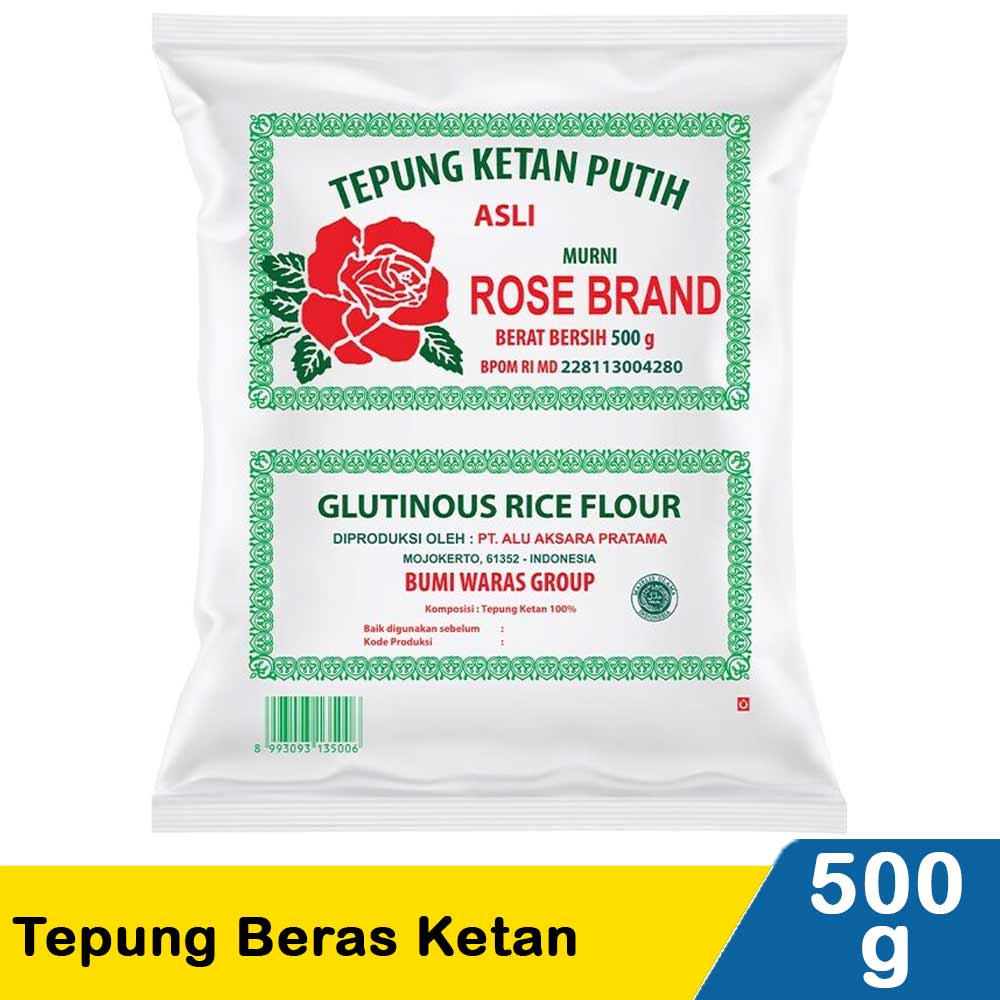 TEPUNG KETAN PUTIH
ASLI
MURNI
ROSE BRAND
BERAT BERSIH 500 g
BPOM RI MD 228113004280
GLUTINOUS RICE FLOUR
DIPRODUKSI OLEH : PT. ALU AKSARA PRATAMA
MOJOKERTO, 61352 - INDONESIA
BUMI WARAS GROUP
Komposisi : Tepung Ketan 100%
Baik digunakan sebelum :
Kode Produksi :
8 993093 135006
Tepung Beras Ketan
500
g